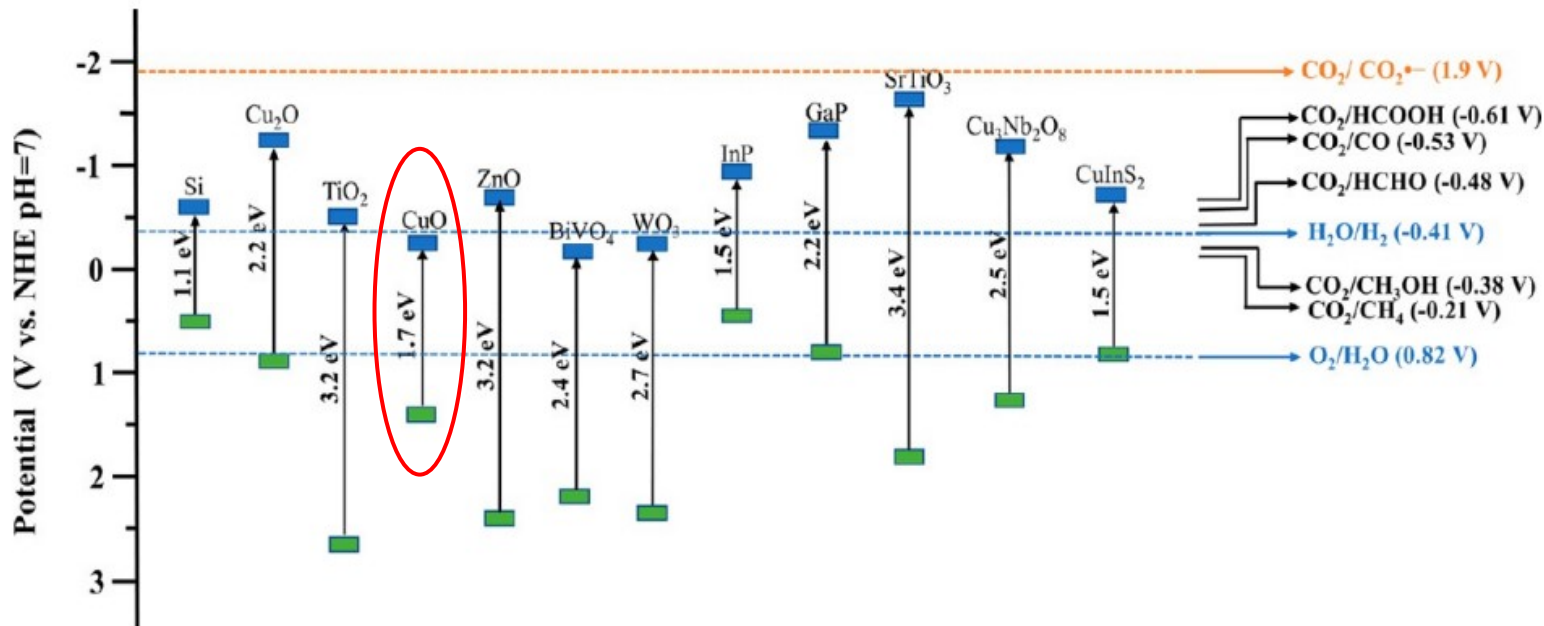 Potential (V vs. NHE pH=7)
-2
-1
0
1
2
3
Si
1.1 eV
Cu₂O
2.2 eV
TiO₂
3.2 eV
CuO
1.7 eV
ZnO
3.2 eV
BiVO₄
2.4 eV
WO₃
2.7 eV
InP
1.5 eV
GaP
2.2 eV
SrTiO₃
3.4 eV
Cu₃Nb₂O₈
2.5 eV
CuInS₂
1.5 eV
CO₂/ CO₂•− (1.9 V)
CO₂/HCOOH (-0.61 V)
CO₂/CO (-0.53 V)
CO₂/HCHO (-0.48 V)
H₂O/H₂ (-0.41 V)
CO₂/CH₃OH (-0.38 V)
CO₂/CH₄ (-0.21 V)
O₂/H₂O (0.82 V)